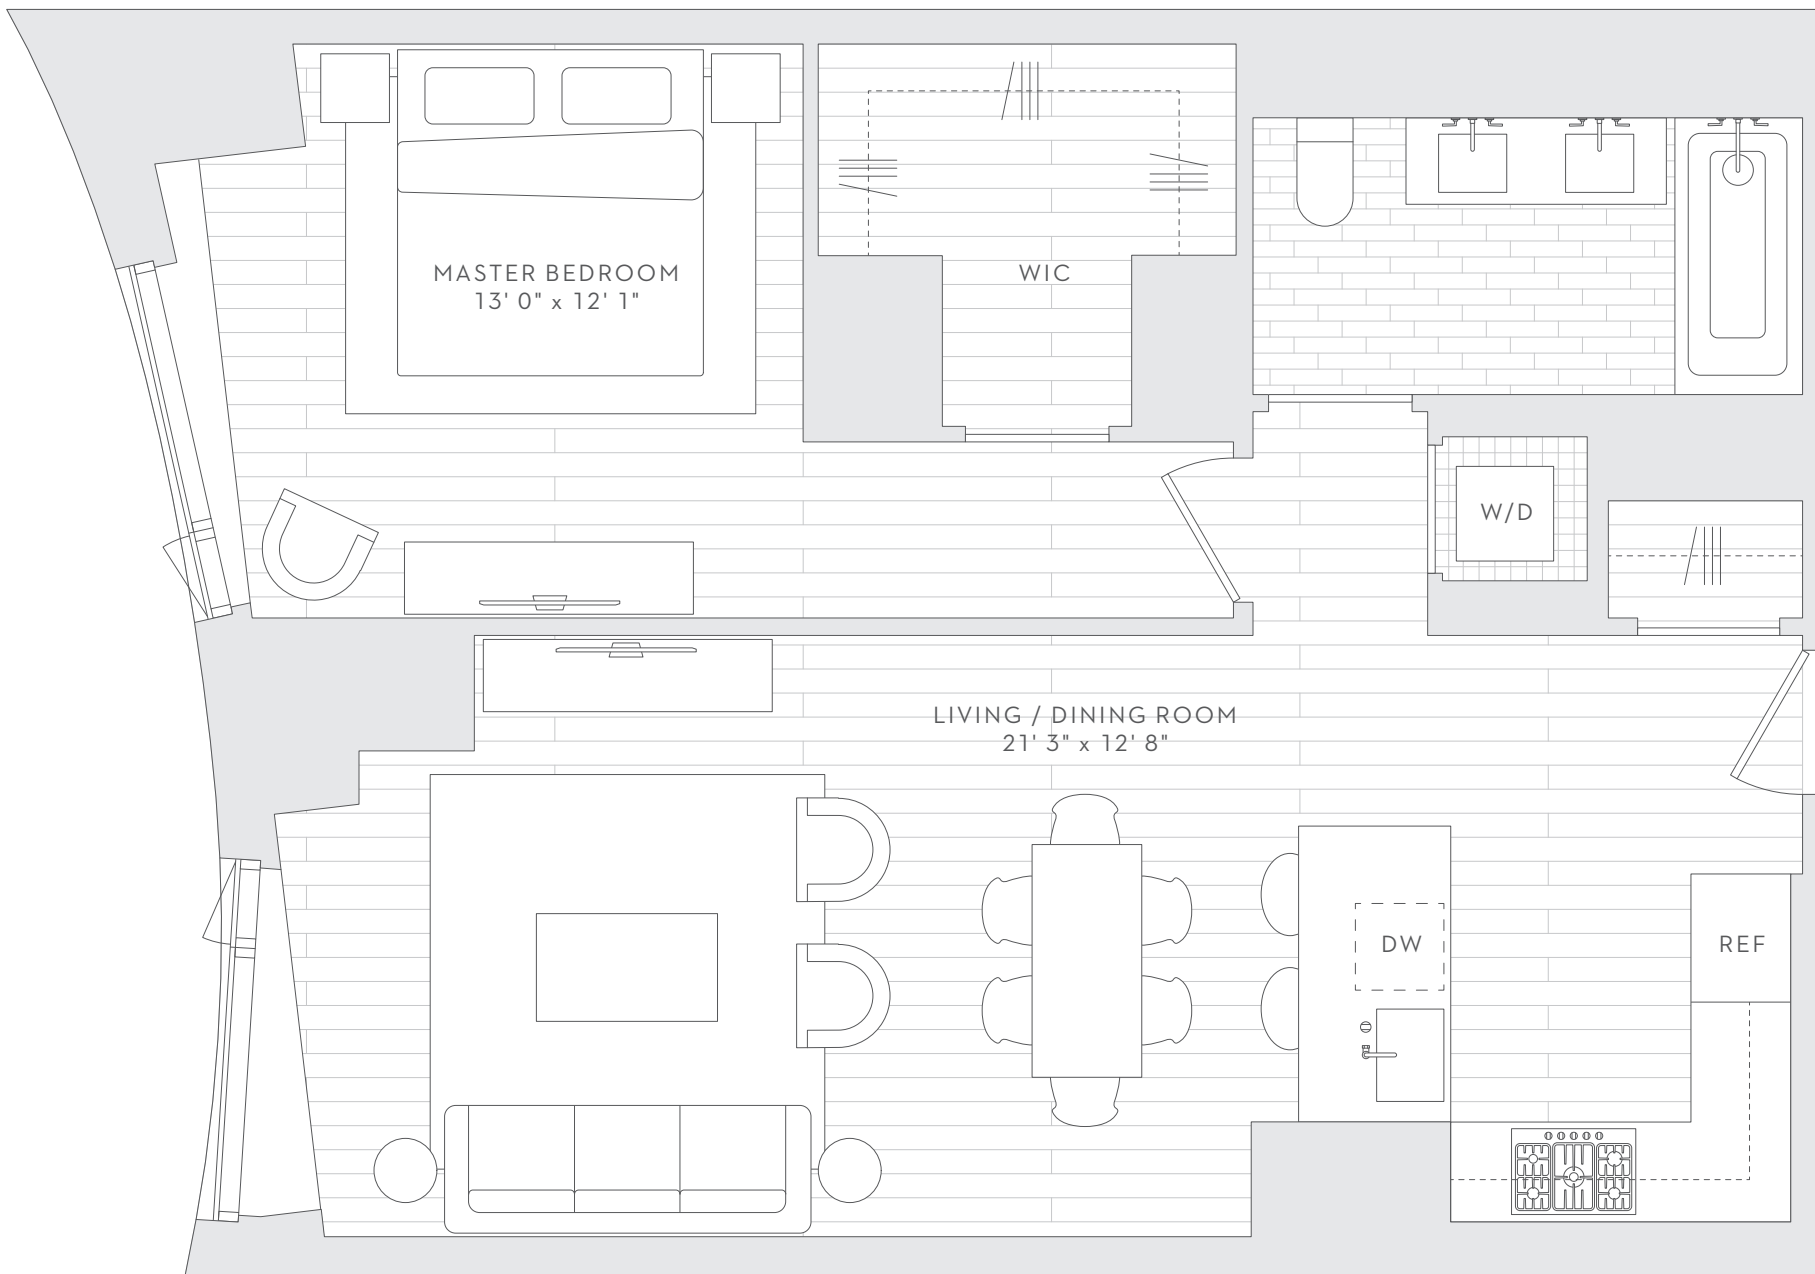 MASTER BEDROOM
13' 0" x 12' 1"
WIC
W/D
LIVING / DINING ROOM
21' 3" x 12' 8"
DW
REF